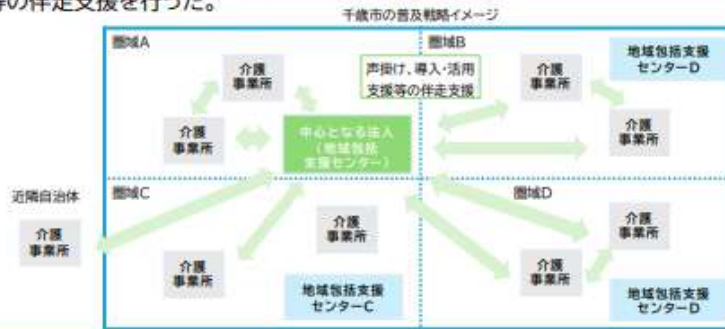 等の伴走支援を行った。
千歳市の普及戦略イメージ
圏域A
介護
事業所
介護
事業所
声掛け、導入・活用
支援等の伴走支援
中心となる法人
（地域包括
支援センター）
圏域B
介護
事業所
地域包括支援
センターD
介護
事業所
近隣自治体
介護
事業所
圏域C
介護
事業所
介護
事業所
地域包括支援
センターC
圏域D
介護
事業所
介護
事業所
地域包括支援
センターD